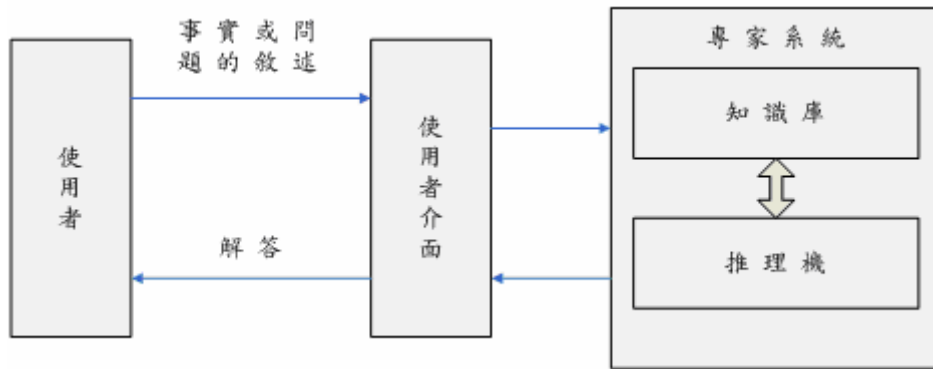 事實或問
題的敘述
專家系統
知識庫
使用者
使用者介面
解答
推理機